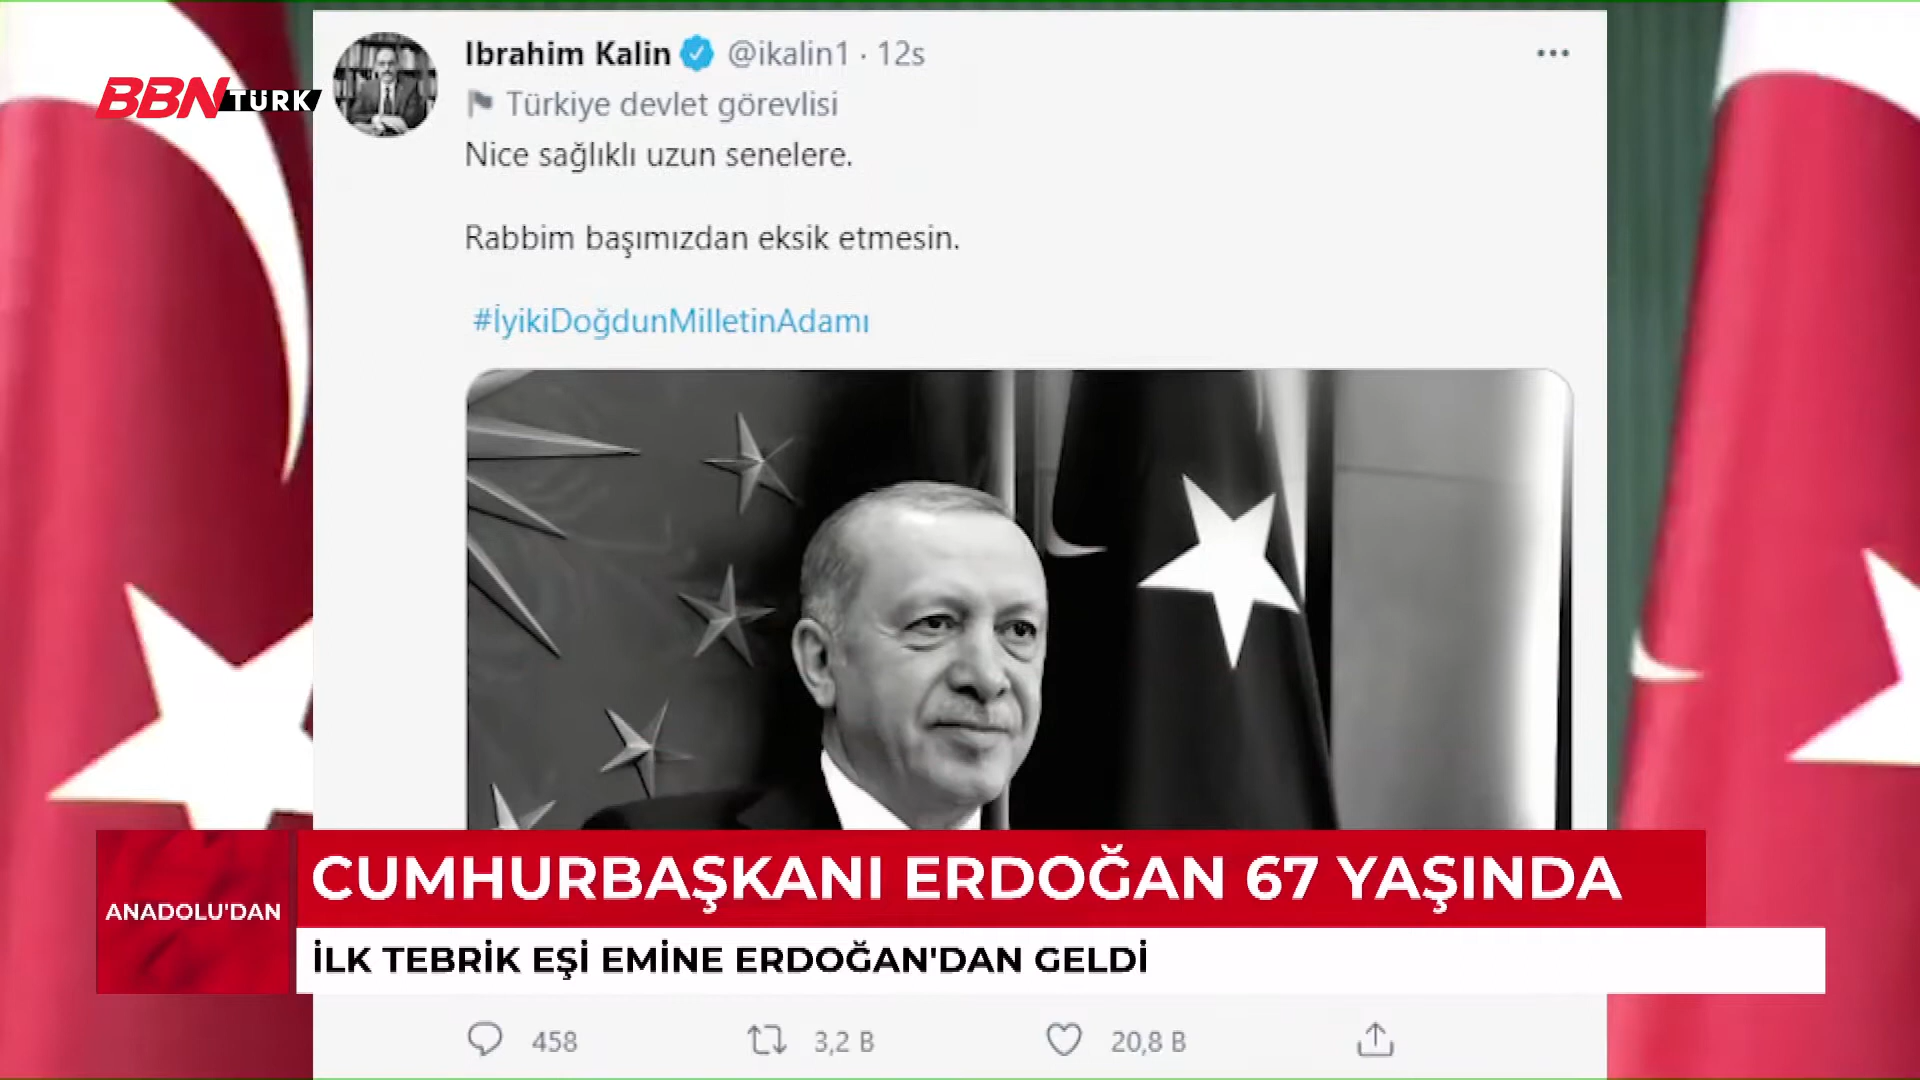 BBN TURK
Ibrahim Kalin @ikalin1 · 12s
Türkiye devlet görevlisi
Nice sağlıklı uzun senelere.
Rabbim başımızdan eksik etmesin.
#İyikiDoğdunMilletinAdamı
ANADOLU'DAN
CUMHURBAŞKANI ERDOĞAN 67 YAŞINDA
İLK TEBRİK EŞİ EMİNE ERDOĞAN'DAN GELDİ
458 3,2 B 20,8 B